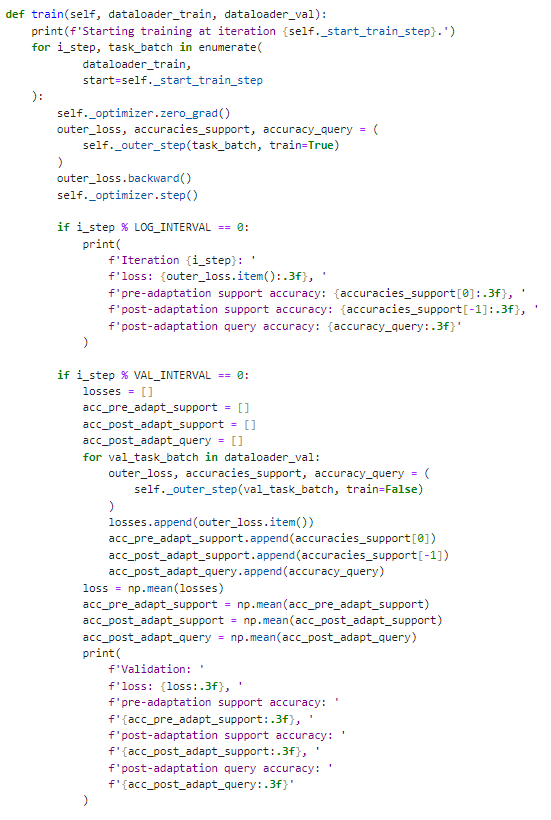 def train(self, dataloader_train, dataloader_val):
    print(f'Starting training at iteration {self._start_train_step}.')
    for i_step, task_batch in enumerate(
            dataloader_train,
            start=self._start_train_step
    ):
        self._optimizer.zero_grad()
        outer_loss, accuracies_support, accuracy_query = (
            self._outer_step(task_batch, train=True)
        )
        outer_loss.backward()
        self._optimizer.step()

        if i_step % LOG_INTERVAL == 0:
            print(
                f'Iteration {i_step}: '
                f'loss: {outer_loss.item():.3f}, '
                f'pre-adaptation support accuracy: {accuracies_support[0]:.3f}, '
                f'post-adaptation support accuracy: {accuracies_support[-1]:.3f}, '
                f'post-adaptation query accuracy: {accuracy_query:.3f}'
            )

        if i_step % VAL_INTERVAL == 0:
            losses = []
            acc_pre_adapt_support = []
            acc_post_adapt_support = []
            acc_post_adapt_query = []
            for val_task_batch in dataloader_val:
                outer_loss, accuracies_support, accuracy_query = (
                    self._outer_step(val_task_batch, train=False)
                )
                losses.append(outer_loss.item())
                acc_pre_adapt_support.append(accuracies_support[0])
                acc_post_adapt_support.append(accuracies_support[-1])
                acc_post_adapt_query.append(accuracy_query)
            loss = np.mean(losses)
            acc_pre_adapt_support = np.mean(acc_pre_adapt_support)
            acc_post_adapt_support = np.mean(acc_post_adapt_support)
            acc_post_adapt_query = np.mean(acc_post_adapt_query)
            print(
                f'Validation: '
                f'loss: {loss:.3f}, '
                f'pre-adaptation support accuracy: '
                f'{acc_pre_adapt_support:.3f}, '
                f'post-adaptation support accuracy: '
                f'{acc_post_adapt_support:.3f}, '
                f'post-adaptation query accuracy: '
                f'{acc_post_adapt_query:.3f}'
            )